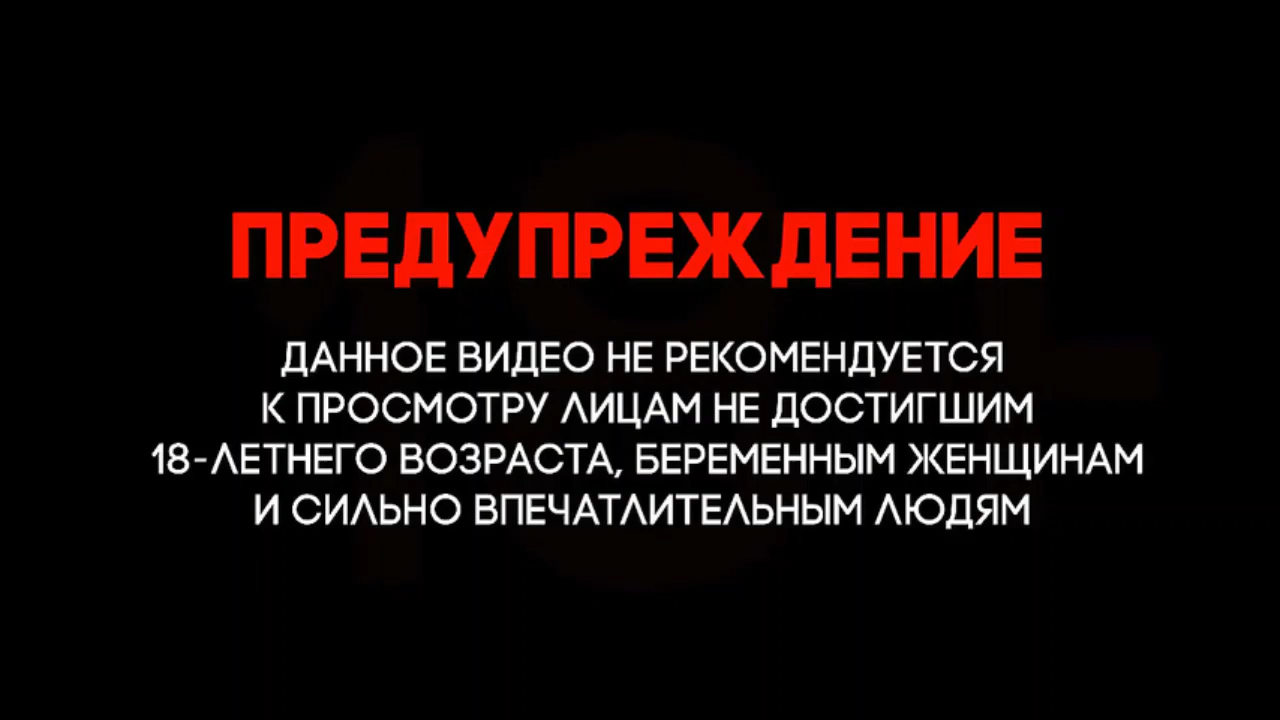 ПРЕДУПРЕЖДЕНИЕ
ДАННОЕ ВИДЕО НЕ РЕКОМЕНДУЕТСЯ
К ПРОСМОТРУ ЛИЦАМ НЕ ДОСТИГШИМ
18-ЛЕТНЕГО ВОЗРАСТА, БЕРЕМЕННЫМ ЖЕНЩИНАМ
И СИЛЬНО ВПЕЧАТЛИТЕЛЬНЫМ ЛЮДЯМ